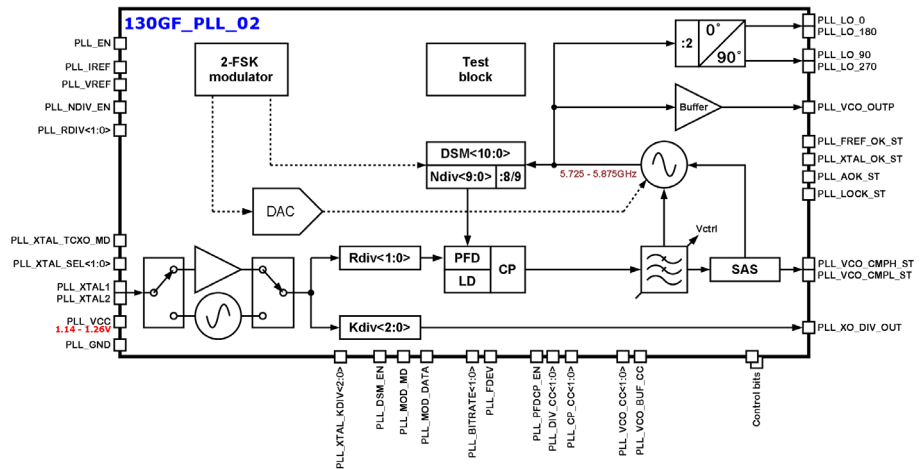 130GF_PLL_02
PLL_EN
PLL_IREF
PLL_VREF
PLL_NDIV_EN
PLL_RDIV<1:0>
PLL_XTAL_TCXO_MD
PLL_XTAL_SEL<1:0>
PLL_XTAL1
PLL_XTAL2
PLL_VCC
1.14 - 1.26V
PLL_GND
2-FSK
modulator
Test
block
:2
0°
90°
Buffer
DSM<10:0>
Ndiv<9:0>
:8/9
5.725 - 5.875GHz
DAC
Vctrl
Rdiv<1:0>
PFD
LD
CP
SAS
Kdiv<2:0>
PLL_LO_0
PLL_LO_180
PLL_LO_90
PLL_LO_270
PLL_VCO_OUTP
PLL_FREF_OK_ST
PLL_XTAL_OK_ST
PLL_AOK_ST
PLL_LOCK_ST
PLL_VCO_CMPH_ST
PLL_VCO_CMPL_ST
PLL_XO_DIV_OUT
PLL_XTAL_KDIV<2:0>
PLL_DSM_EN
PLL_MOD_MD
PLL_MOD_DATA
PLL_BITRATE<1:0>
PLL_FDEV
PLL_PFDCP_EN
PLL_DIV_CC<1:0>
PLL_CP_CC<1:0>
PLL_VCO_CC<1:0>
PLL_VCO_BUF_CC
Control bits